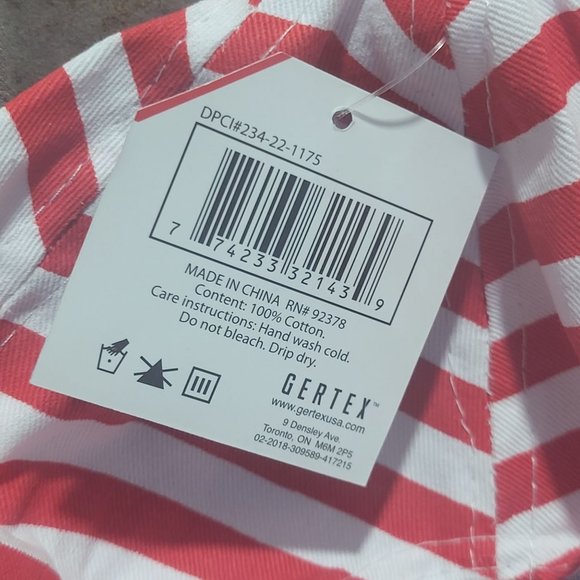 DPCI#234-22-1175
7 74233 32143 9
MADE IN CHINA RN# 92378
Content: 100% Cotton.
Care instructions: Hand wash cold.
Do not bleach. Drip dry.
GERTEX™
www.gertexusa.com
9 Densley Ave.
Toronto, ON M6M 2P5
02-2018-309589-417215